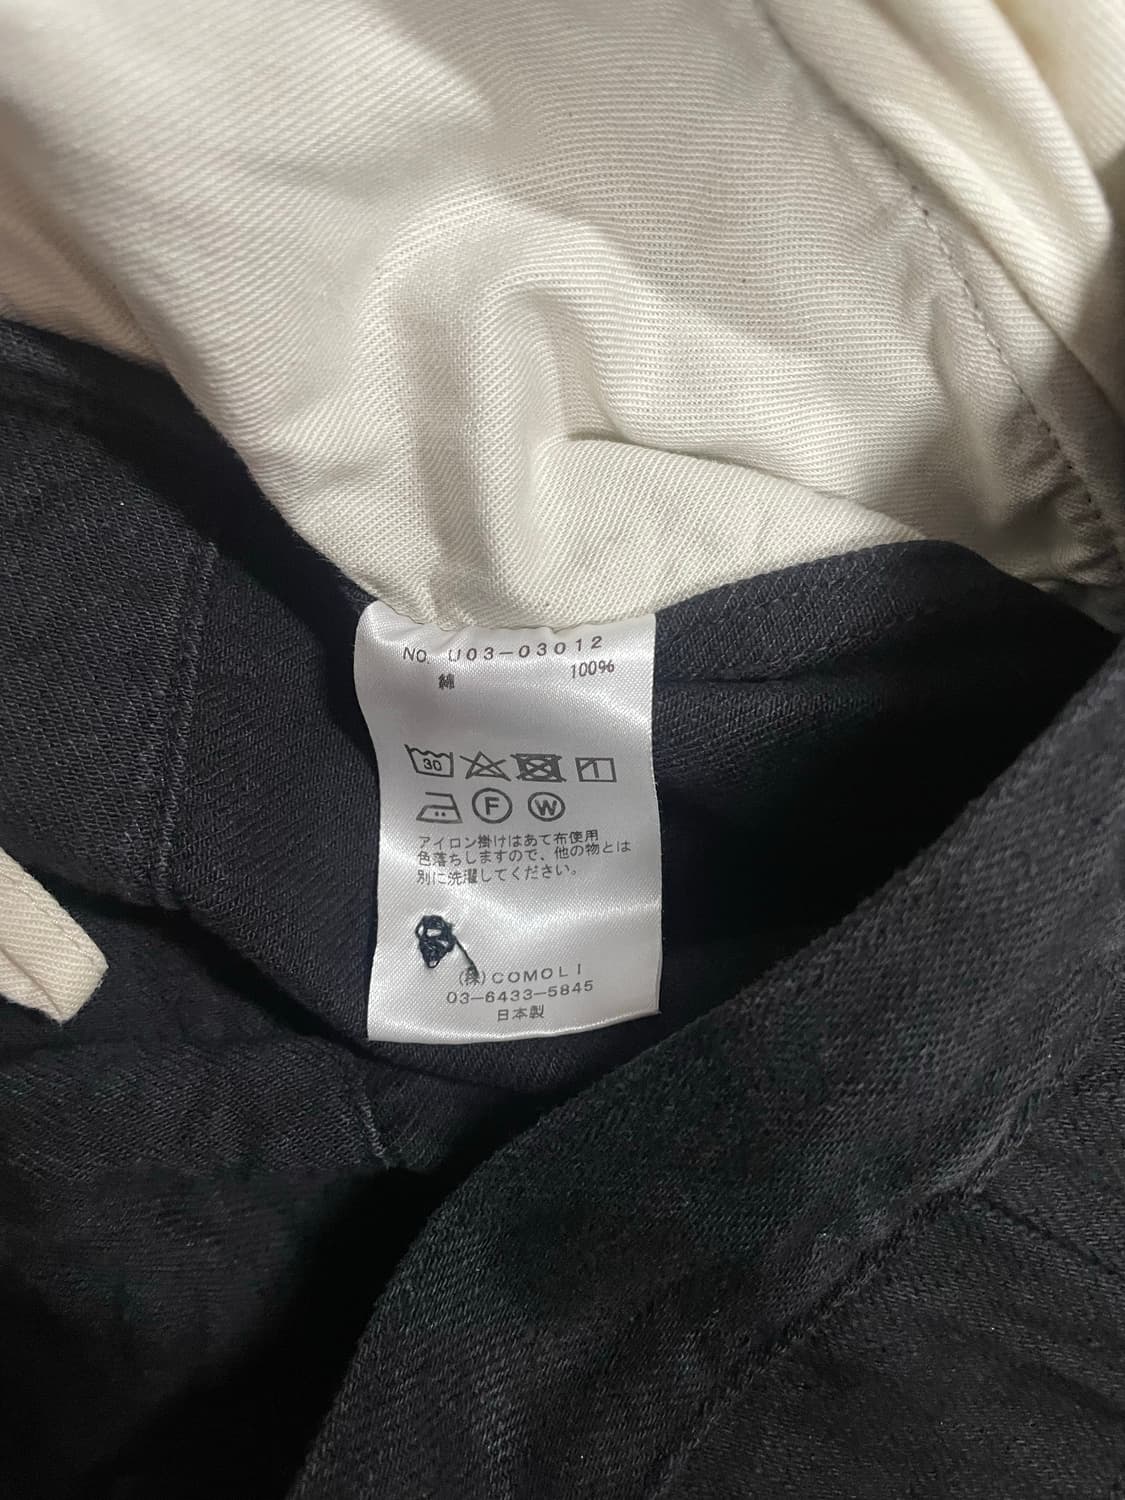 NO. U03-03012
綿 100%
30
F W
アイロン掛けはあて布使用
色落ちしますので、他の物とは
別に洗濯してください。
(株)COMOLI
03-6433-5845
日本製